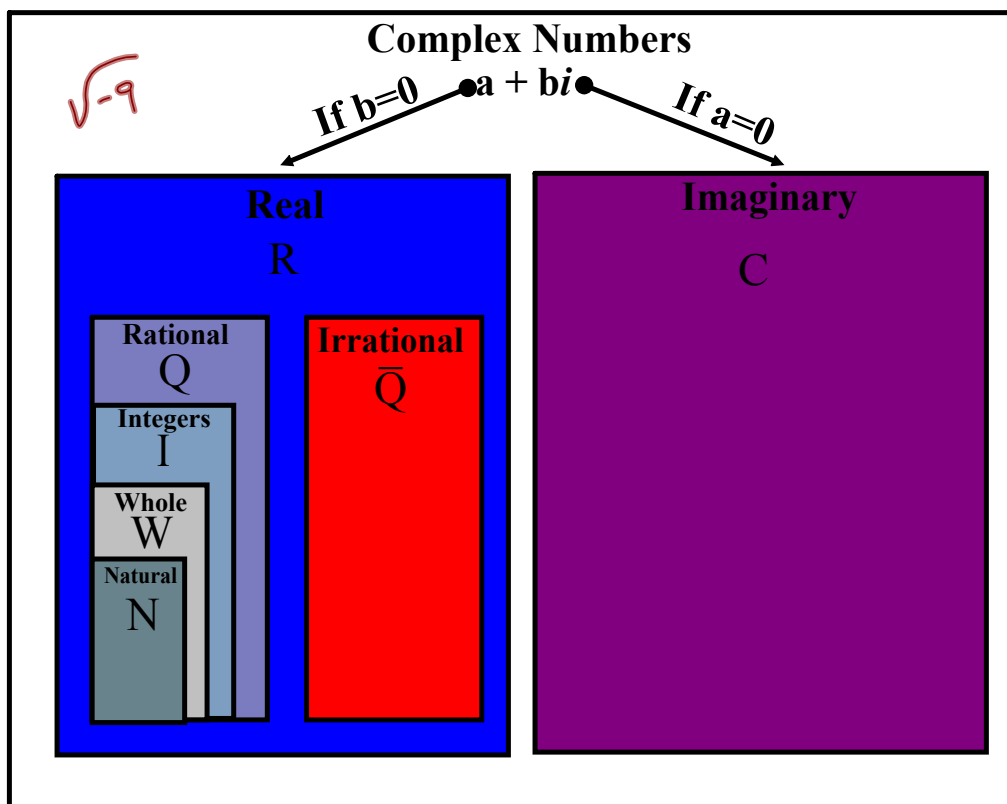 Complex Numbers
√-9
a + bi
If b=0
If a=0
Real
R
Imaginary
C
Rational
Q
Irrational
Q̅
Integers
I
Whole
W
Natural
N